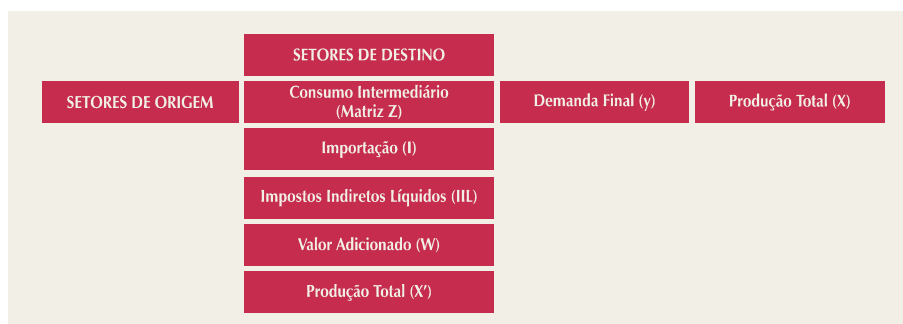 SETORES DE DESTINO
SETORES DE ORIGEM
Consumo Intermediário
(Matriz Z)
Demanda Final (y)
Produção Total (X)
Importação (I)
Impostos Indiretos Líquidos (IIL)
Valor Adicionado (W)
Produção Total (X’)